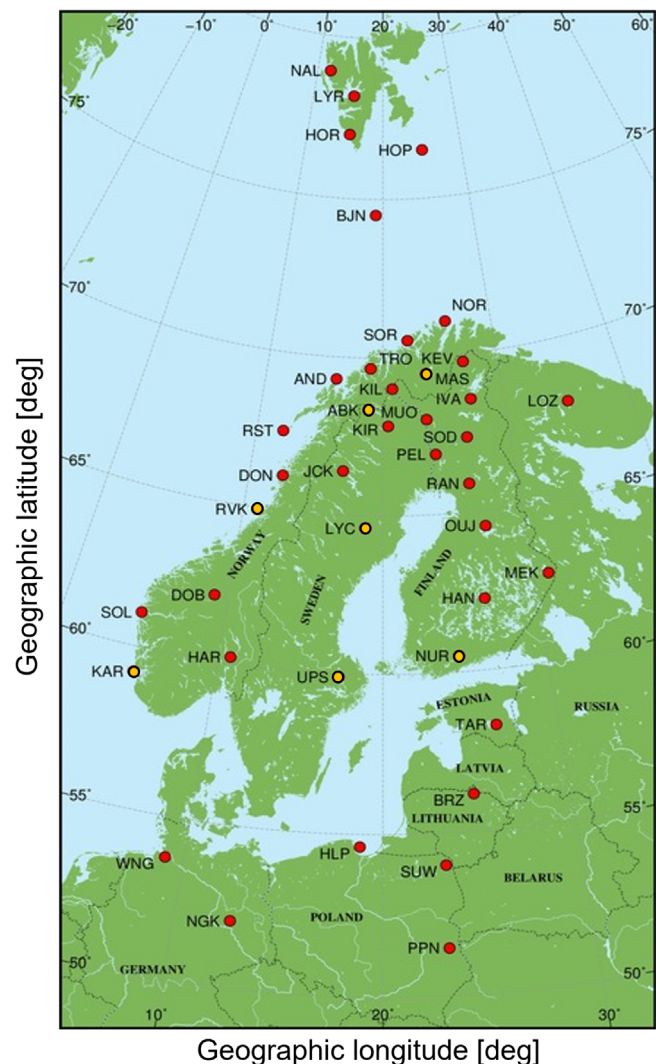 -20°
-10°
0°
10°
20°
30°
40°
50°
60°
NAL
75°
LYR
75°
HOR
HOP
BJN
70°
NOR
70°
SOR
TRO
KEV
AND
MAS
KIL
IVA
LOZ
ABK
MUO
KIR
RST
SOD
PEL
65°
JCK
65°
DON
RAN
RVK
LYC
OUJ
NORWAY
FINLAND
MEK
SWEDEN
DOB
HAN
SOL
60°
60°
HAR
NUR
KAR
UPS
ESTONIA
RUSSIA
TAR
LATVIA
55°
BRZ
55°
LITHUANIA
HLP
WNG
SUW
BELARUS
NGK
POLAND
PPN
50°
GERMANY
50°
10°
20°
30°
Geographic latitude [deg]
Geographic longitude [deg]